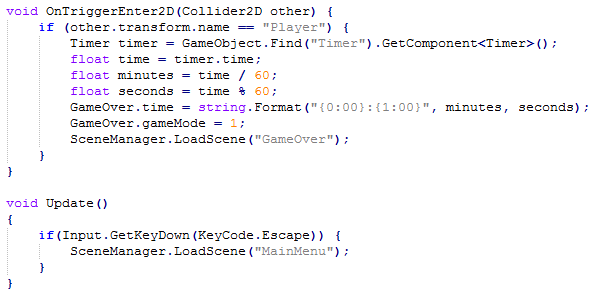 void OnTriggerEnter2D(Collider2D other) {
    if (other.transform.name == "Player") {
        Timer timer = GameObject.Find("Timer").GetComponent<Timer>();
        float time = timer.time;
        float minutes = time / 60;
        float seconds = time % 60;
        GameOver.time = string.Format("{0:00}:{1:00}", minutes, seconds);
        GameOver.gameMode = 1;
        SceneManager.LoadScene("GameOver");
    }
}

void Update()
{
    if(Input.GetKeyDown(KeyCode.Escape)) {
        SceneManager.LoadScene("MainMenu");
    }
}